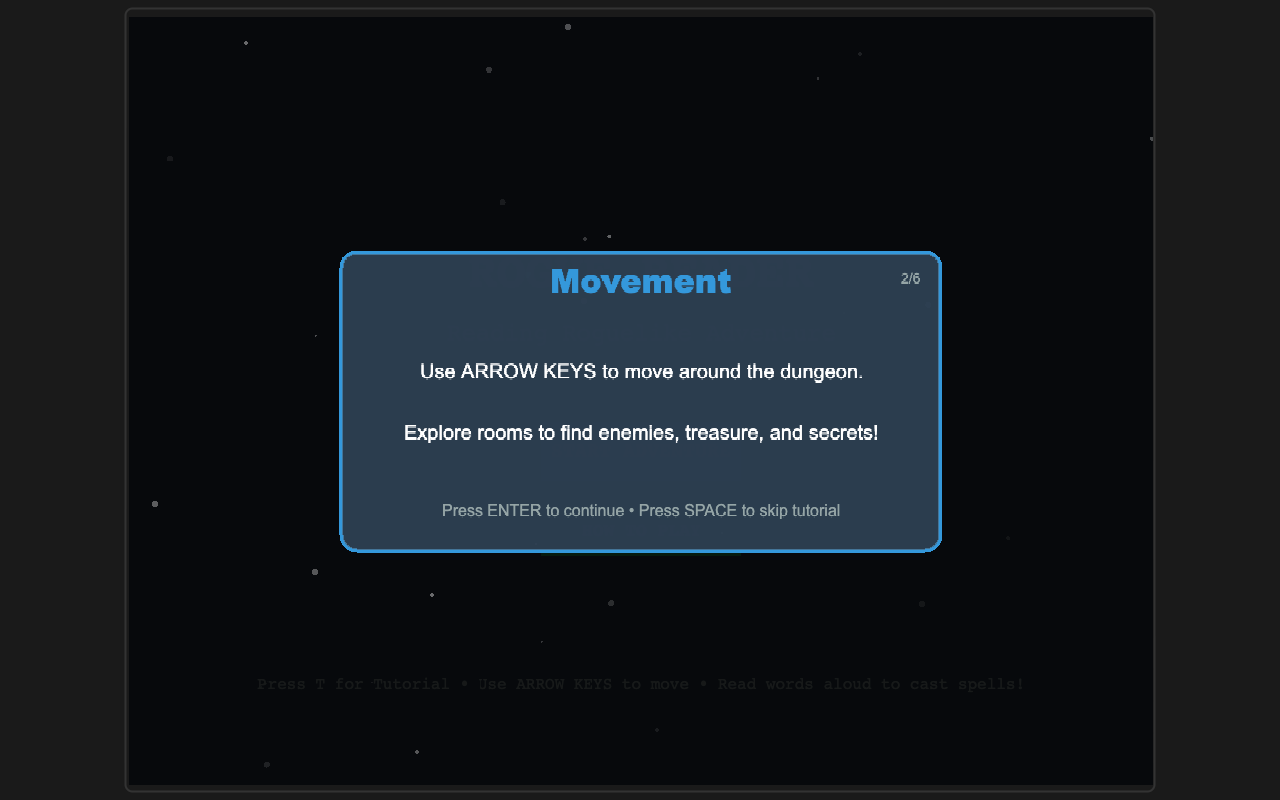 Movement
2/6
Use ARROW KEYS to move around the dungeon.
Explore rooms to find enemies, treasure, and secrets!
Press ENTER to continue • Press SPACE to skip tutorial
Press T for Tutorial • Use ARROW KEYS to move • Read words aloud to cast spells!